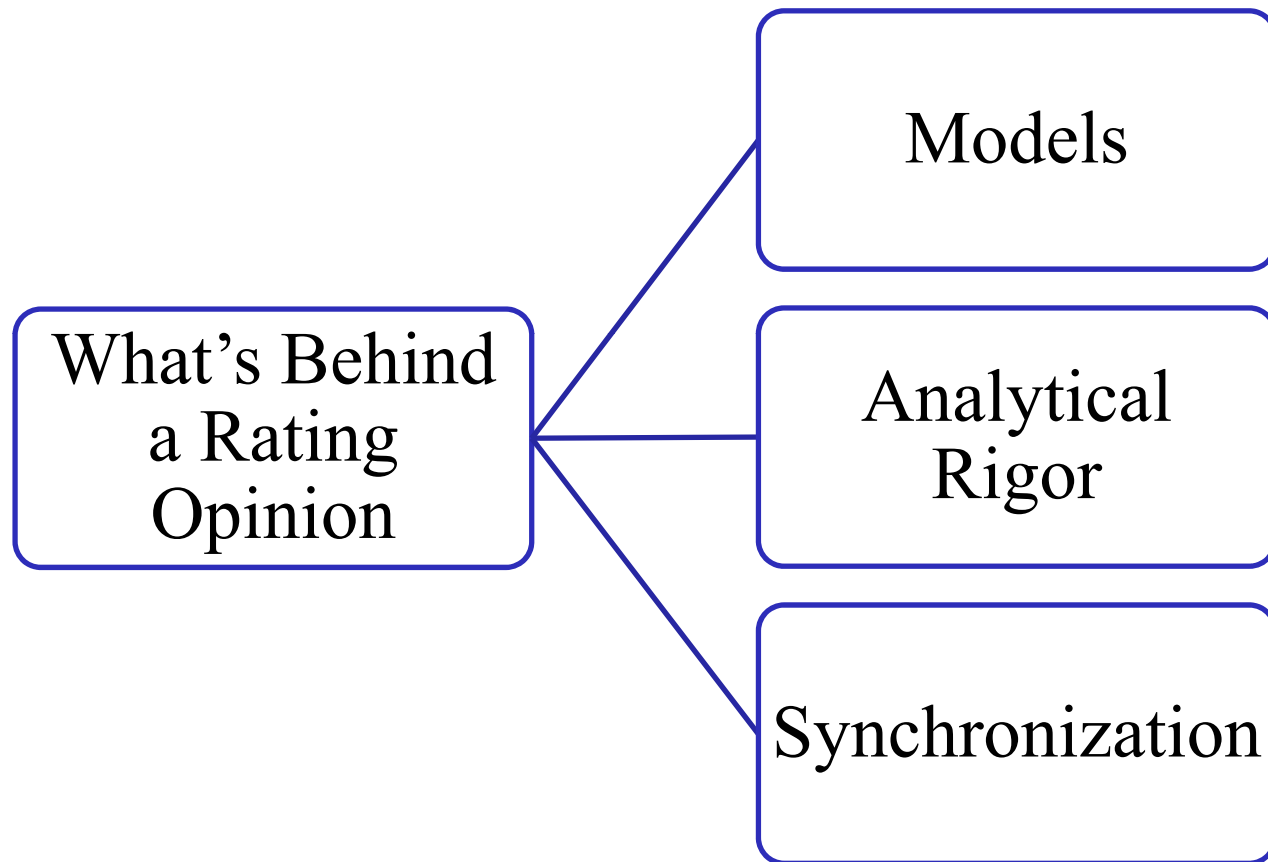 What’s Behind
a Rating
Opinion
Models
Analytical
Rigor
Synchronization